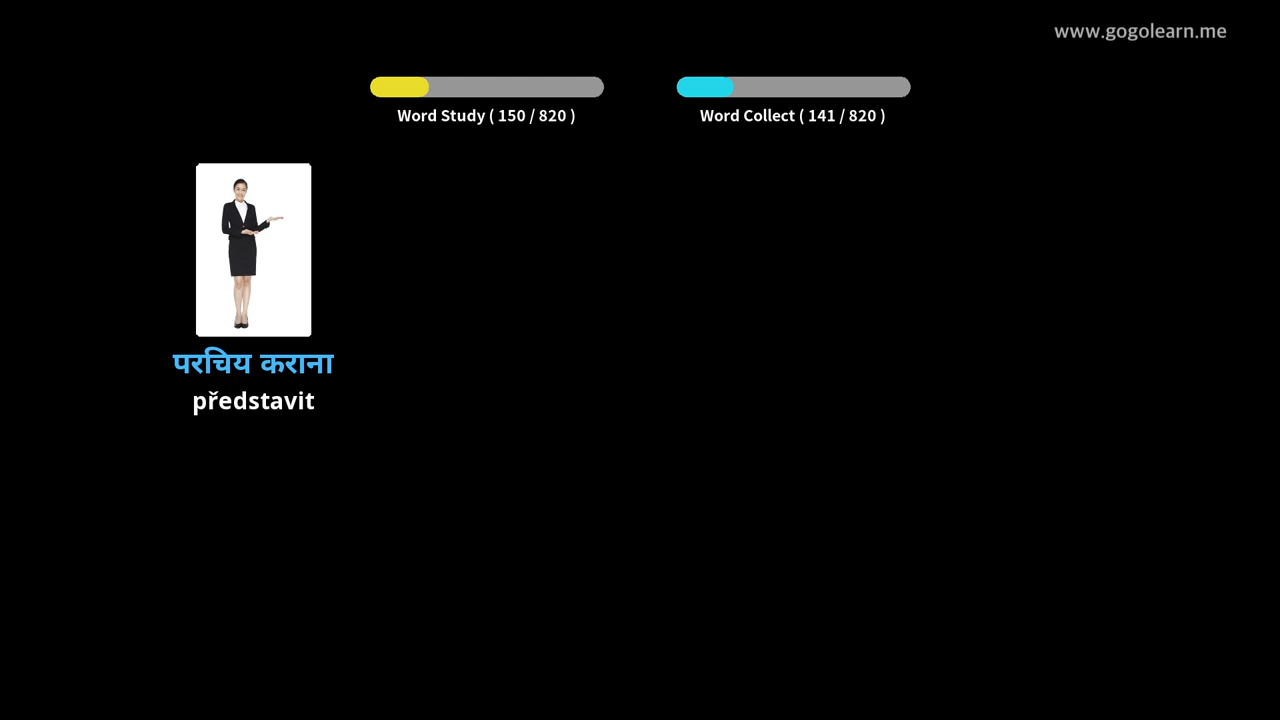 www.gogolearn.me
Word Study ( 150 / 820 )
Word Collect ( 141 / 820 )
परिचय कराना
představit